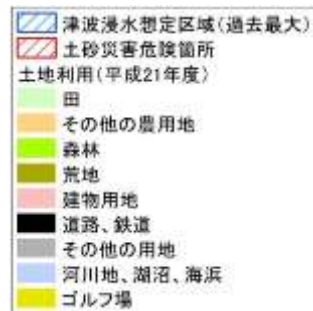 津波浸水想定区域(過去最大)
土砂災害危険箇所
土地利用(平成21年度)
田
その他の農用地
森林
荒地
建物用地
道路、鉄道
その他の用地
河川地、湖沼、海浜
ゴルフ場